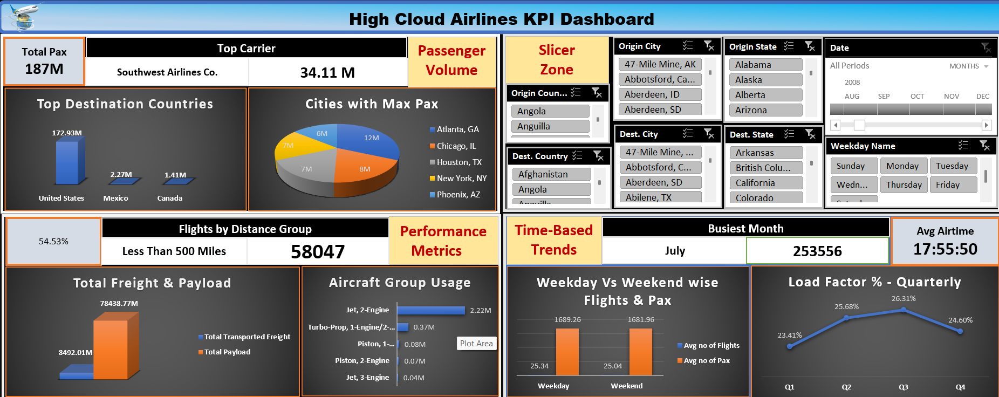 High Cloud Airlines KPI Dashboard
Total Pax
187M
Top Carrier
Southwest Airlines Co.
34.11 M
Passenger
Volume
Top Destination Countries
172.93M
2.27M
1.41M
United States
Mexico
Canada
Cities with Max Pax
12M
8M
7M
7M
6M
Atlanta, GA
Chicago, IL
Houston, TX
New York, NY
Phoenix, AZ
Slicer
Zone
Origin Coun...
Angola
Anguilla
Dest. Country
Afghanistan
Angola
Anguilla
Origin City
47-Mile Mine, AK
Abbotsford, Ca...
Aberdeen, ID
Aberdeen, SD
Dest. City
47-Mile Mine, ...
Abbotsford, C...
Aberdeen, SD
Abilene, TX
Origin State
Alabama
Alaska
Alberta
Arizona
Dest. State
Arkansas
British Colu...
California
Colorado
Date
All Periods
MONTHS
2008
AUG SEP OCT NOV DEC
Weekday Name
Sunday Monday Tuesday
Wedn... Thursday Friday
54.53%
Flights by Distance Group
Less Than 500 Miles
58047
Performance
Metrics
Total Freight & Payload
78438.77M
8492.01M
Total Transported Freight
Total Payload
Aircraft Group Usage
Jet, 2-Engine 2.22M
Turbo-Prop, 1-Engine/2-... 0.37M
Piston, 1-... 0.08M
Piston, 2-Engine 0.07M
Jet, 3-Engine 0.04M
Plot Area
Time-Based
Trends
Busiest Month
July
253556
Avg Airtime
17:55:50
Weekday Vs Weekend wise
Flights & Pax
1689.26
1681.96
25.34
25.04
Weekday
Weekend
Avg no of Flights
Avg no of Pax
Load Factor % - Quarterly
23.41%
25.68%
26.31%
24.60%
Q1 Q2 Q3 Q4